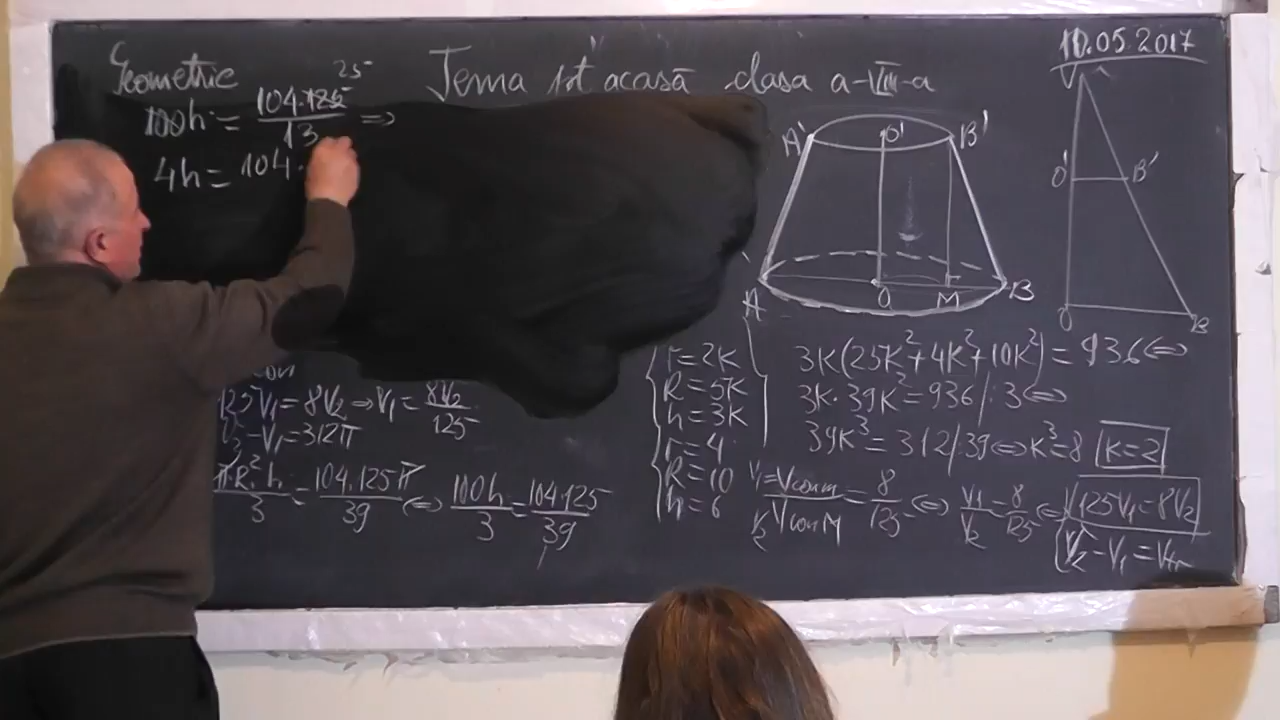 Geometrie
Tema pt acasă clasa a-VIII-a
10.05.2017
25
100h = 104·125/13 ⇒
4h = 104·
A' O' B'
A O M B
V
O' B'
O B
125V₁ = 8V₂ ⇒ V₁ = 8V₂/125
V₂ - V₁ = 312π
π·R²·h/3 = 104·125π/39 ⇔ 100h/3 = 104·125/39
r = 2K
R = 5K
h = 3K
r = 4
R = 10
h = 6
3K(25K² + 4K² + 10K²) = 936 ⇔
3K·39K² = 936 /:3 ⇔
39K³ = 312 /:39 ⇔ K³ = 8 K = 2
V₁ = Vcon m / V₂ = Vcon M = 8/125 ⇔ V₁/V₂ = 8/125 ⇔ { 125V₁ = 8V₂
V₂ - V₁ = Vtr